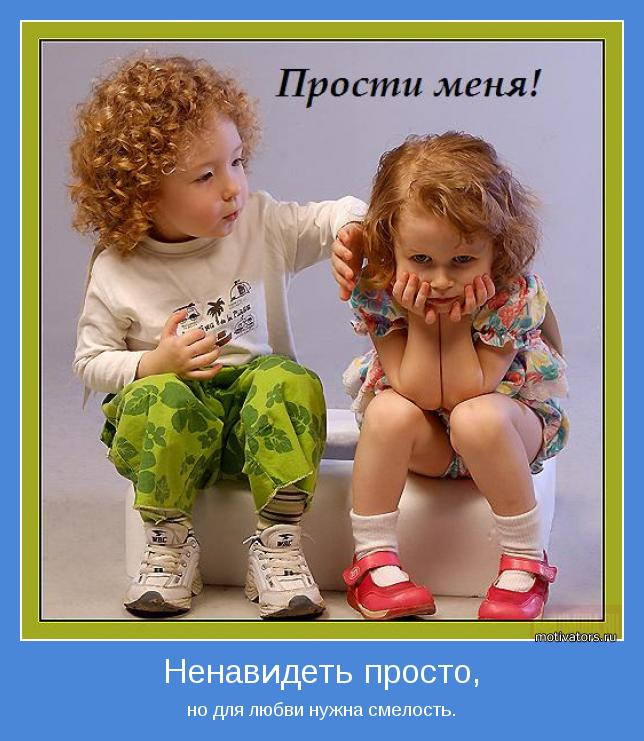 Прости меня!
motivators.ru
Ненавидеть просто,
но для любви нужна смелость.